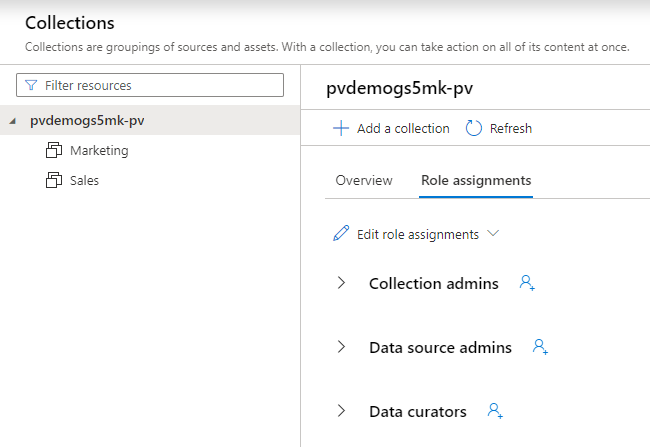 Collections
Collections are groupings of sources and assets. With a collection, you can take action on all of its content at once.
Filter resources
pvdemogs5mk-pv
Marketing
Sales
pvdemogs5mk-pv
Add a collection
Refresh
Overview
Role assignments
Edit role assignments
Collection admins
Data source admins
Data curators